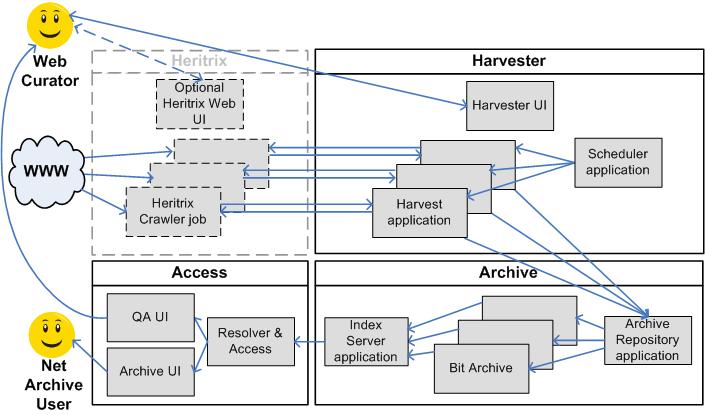 Web
Curator
Heritrix
Optional
Heritrix Web
UI
Harvester
Harvester UI
WWW
Heritrix
Crawler job
Harvest
application
Scheduler
application
Access
QA UI
Archive UI
Resolver &
Access
Net
Archive
User
Archive
Index
Server
application
Bit Archive
Archive
Repository
application